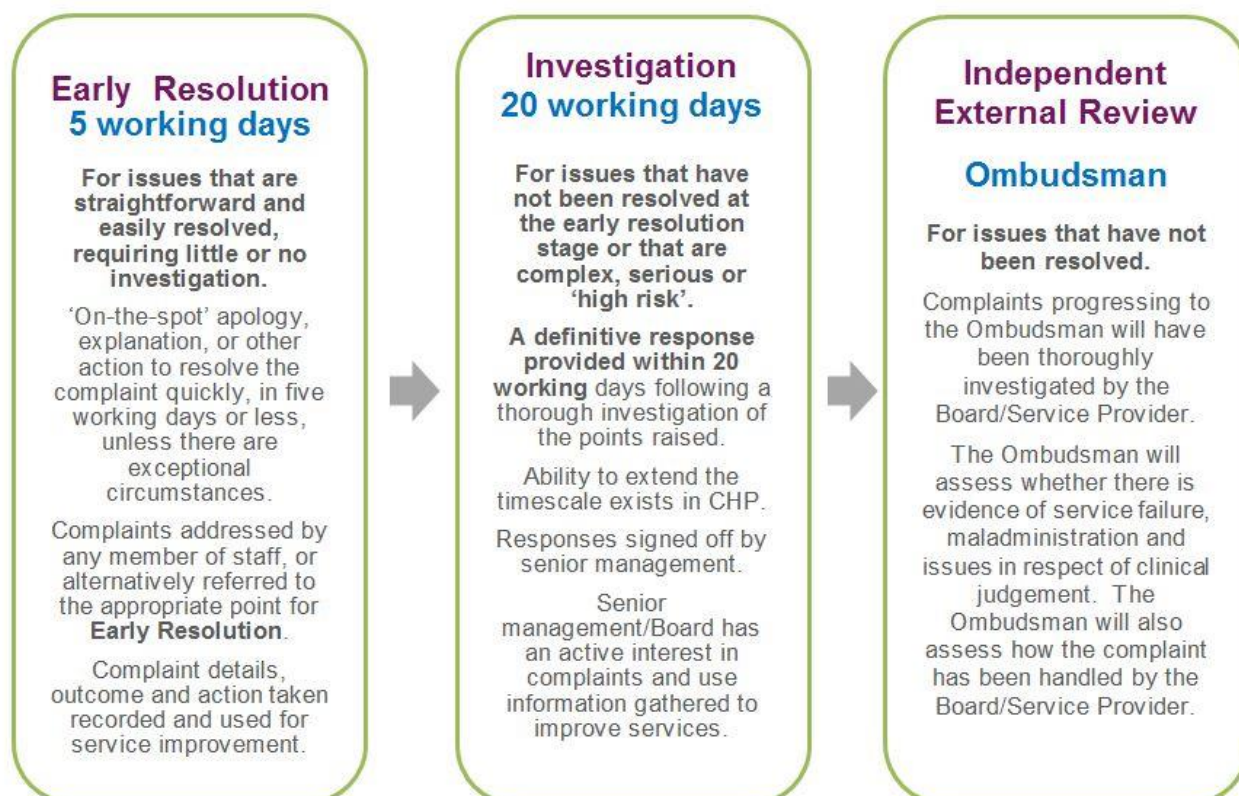 Early Resolution
5 working days
For issues that are
straightforward and
easily resolved,
requiring little or no
investigation.
‘On-the-spot’ apology,
explanation, or other
action to resolve the
complaint quickly, in five
working days or less,
unless there are
exceptional
circumstances.
Complaints addressed by
any member of staff, or
alternatively referred to
the appropriate point for
Early Resolution.
Complaint details,
outcome and action taken
recorded and used for
service improvement.
Investigation
20 working days
For issues that have
not been resolved at
the early resolution
stage or that are
complex, serious or
‘high risk’.
A definitive response
provided within 20
working days following a
thorough investigation of
the points raised.
Ability to extend the
timescale exists in CHP.
Responses signed off by
senior management.
Senior
management/Board has
an active interest in
complaints and use
information gathered to
improve services.
Independent
External Review
Ombudsman
For issues that have not
been resolved.
Complaints progressing to
the Ombudsman will have
been thoroughly
investigated by the
Board/Service Provider.
The Ombudsman will
assess whether there is
evidence of service failure,
maladministration and
issues in respect of clinical
judgement. The
Ombudsman will also
assess how the complaint
has been handled by the
Board/Service Provider.